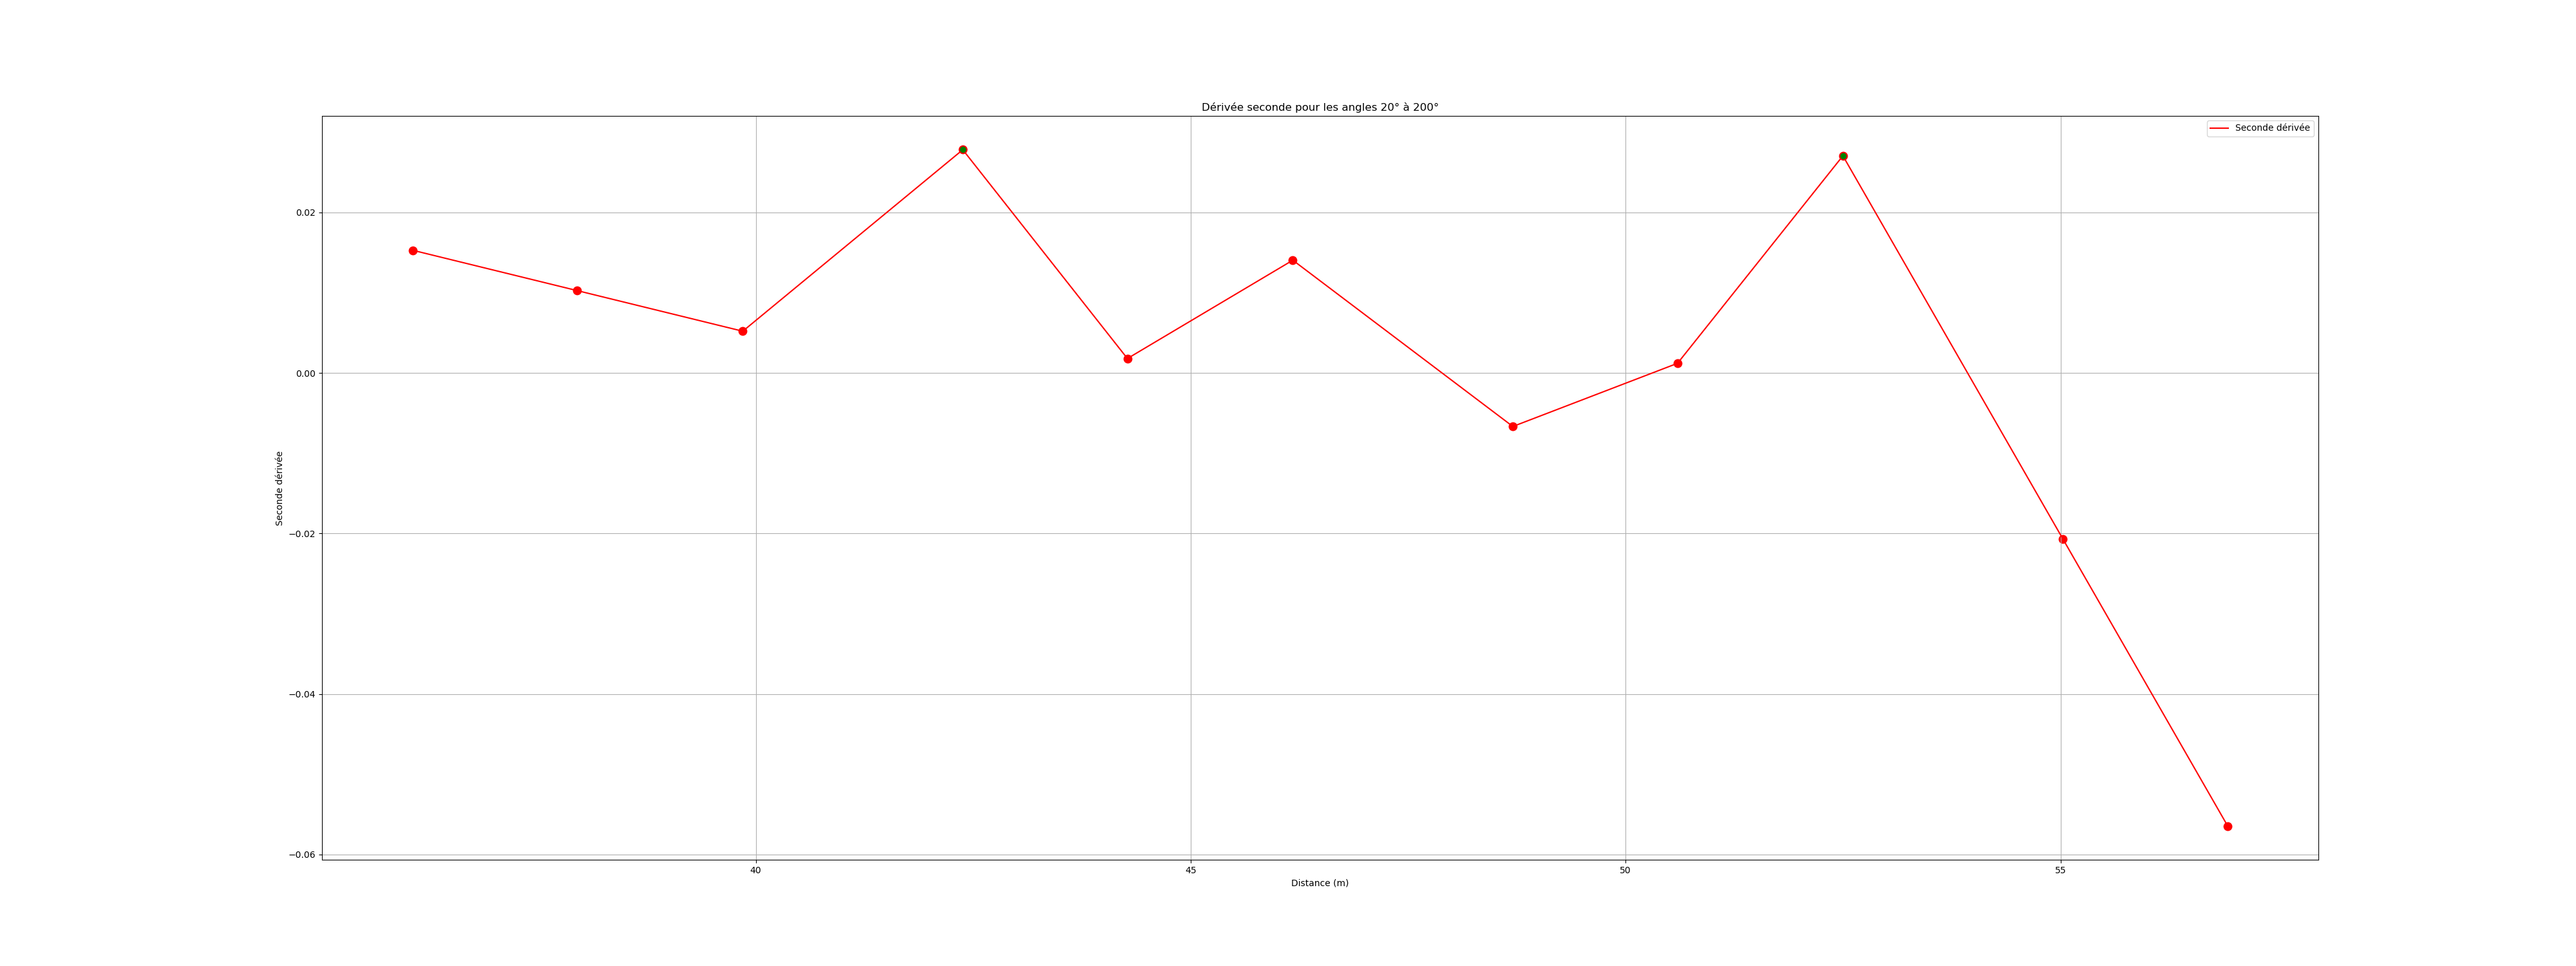 Dérivée seconde pour les angles 20° à 200°
Seconde dérivée
0.02
0.00
−0.02
−0.04
−0.06
Seconde dérivée
40
45
50
55
Distance (m)